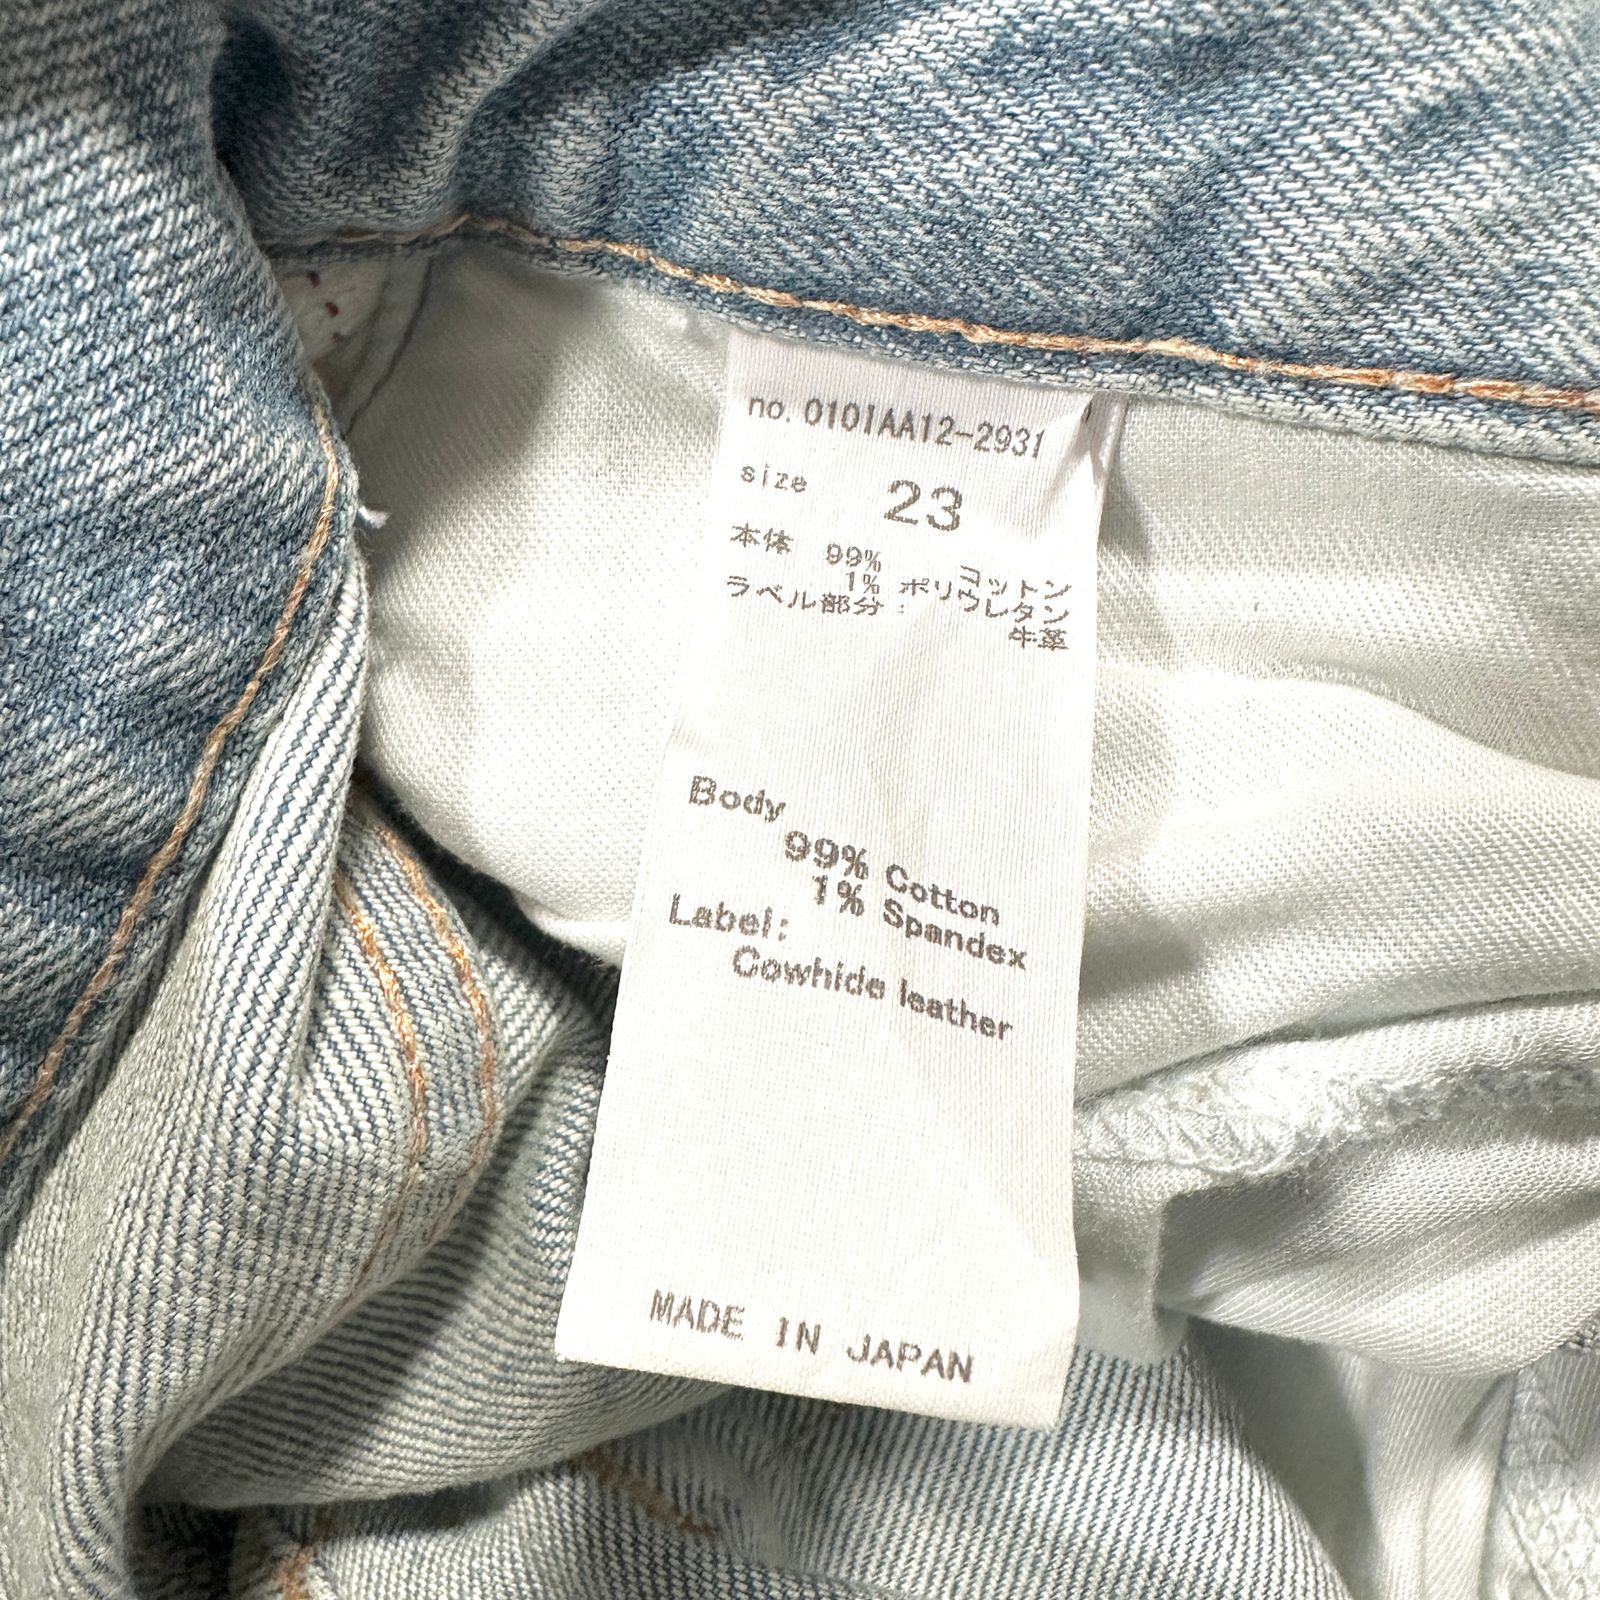 no. 0101AA12-2931
size 23
本体 99% コットン
1% ポリウレタン
ラベル部分: 牛革
Body
99% Cotton
1% Spandex
Label:
Cowhide leather
MADE IN JAPAN